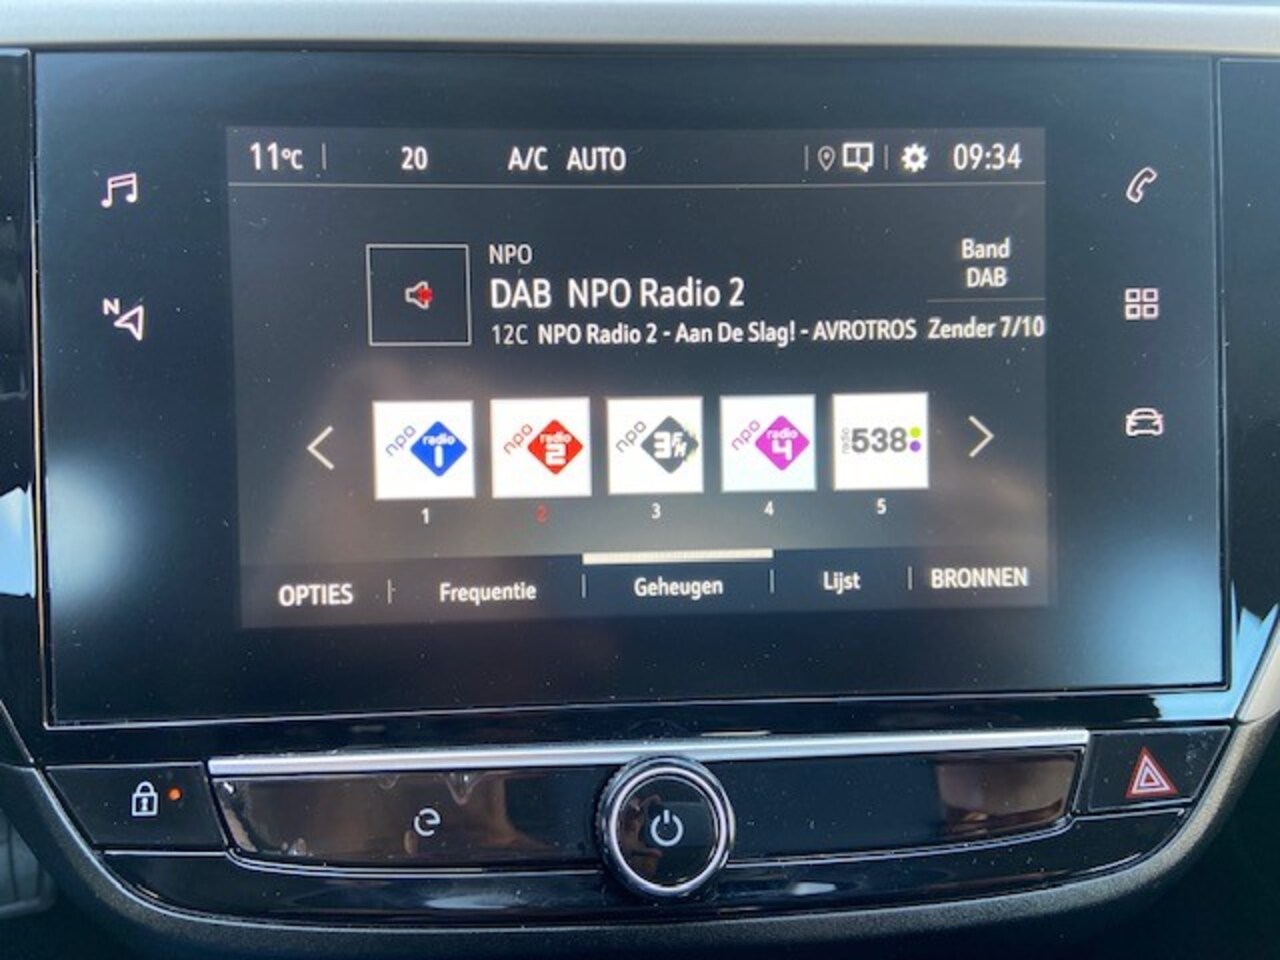 11°C 20 A/C AUTO 09:34
NPO
DAB NPO Radio 2
12C NPO Radio 2 - Aan De Slag! - AVROTROS
Band
DAB
Zender 7/10
N
npo radio 1
npo radio 2
npo 3FM
npo radio 4
radio 538
1 2 3 4 5
OPTIES Frequentie Geheugen Lijst BRONNEN
e